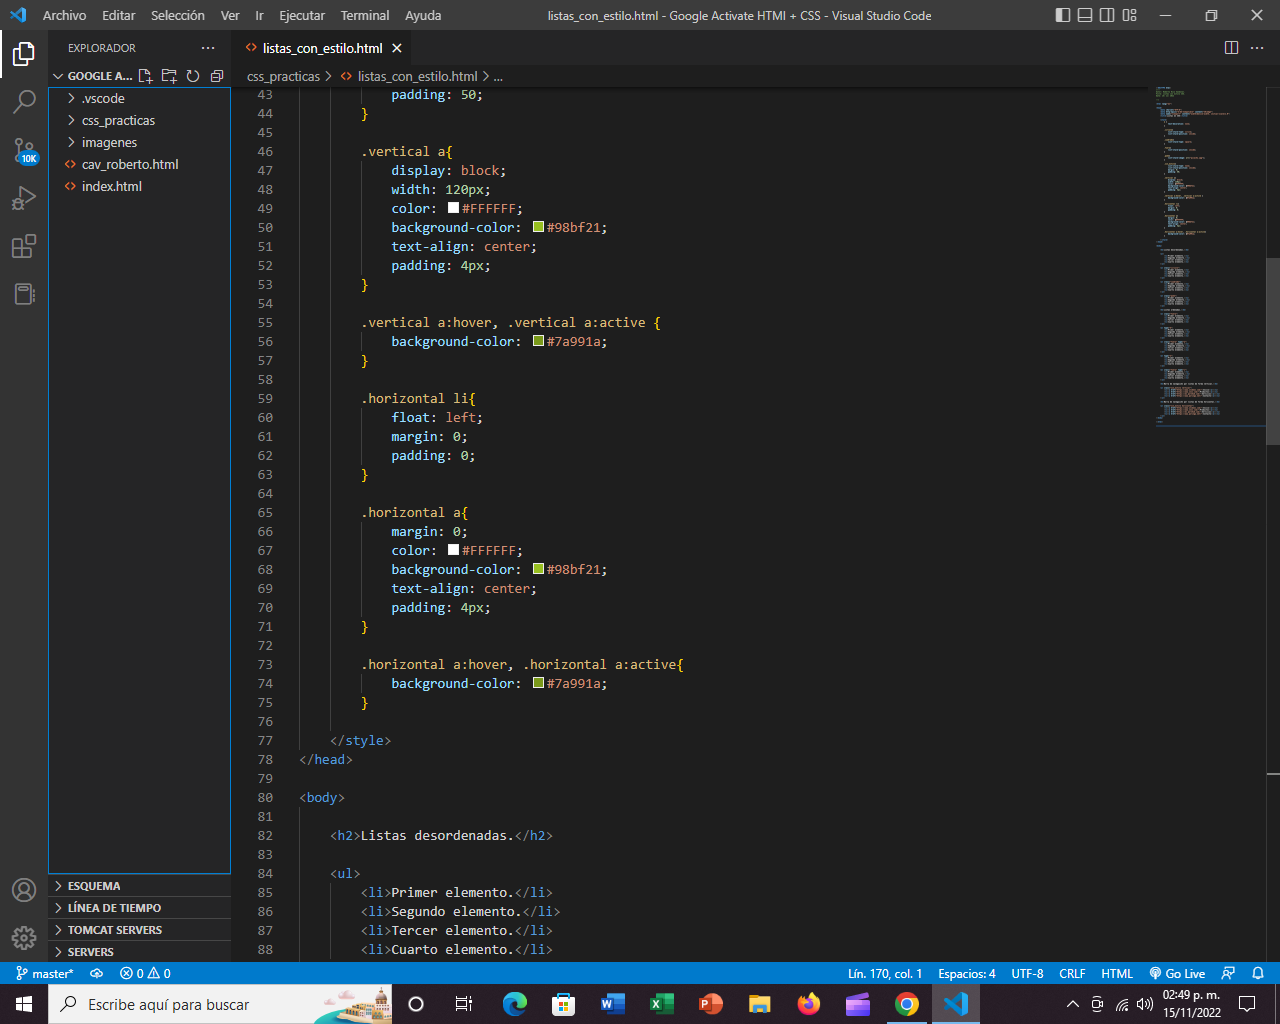 Archivo Editar Selección Ver Ir Ejecutar Terminal Ayuda listas_con_estilo.html - Google Activate HTMl + CSS - Visual Studio Code
EXPLORADOR ···
GOOGLE A...
.vscode
css_practicas
imagenes
cav_roberto.html
index.html
10K
ESQUEMA
LÍNEA DE TIEMPO
TOMCAT SERVERS
SERVERS
listas_con_estilo.html
css_practicas > listas_con_estilo.html > ...
43 padding: 50;
44 }
45
46 .vertical a{
47 display: block;
48 width: 120px;
49 color: #FFFFFF;
50 background-color: #98bf21;
51 text-align: center;
52 padding: 4px;
53 }
54
55 .vertical a:hover, .vertical a:active {
56 background-color: #7a991a;
57 }
58
59 .horizontal li{
60 float: left;
61 margin: 0;
62 padding: 0;
63 }
64
65 .horizontal a{
66 margin: 0;
67 color: #FFFFFF;
68 background-color: #98bf21;
69 text-align: center;
70 padding: 4px;
71 }
72
73 .horizontal a:hover, .horizontal a:active{
74 background-color: #7a991a;
75 }
76
77 </style>
78 </head>
79
80 <body>
81
82 <h2>Listas desordenadas.</h2>
83
84 <ul>
85 <li>Primer elemento.</li>
86 <li>Segundo elemento.</li>
87 <li>Tercer elemento.</li>
88 <li>Cuarto elemento.</li>
master* 0 0 Lín. 170, col. 1 Espacios: 4 UTF-8 CRLF HTML Go Live
Escribe aquí para buscar
02:49 p. m.
15/11/2022